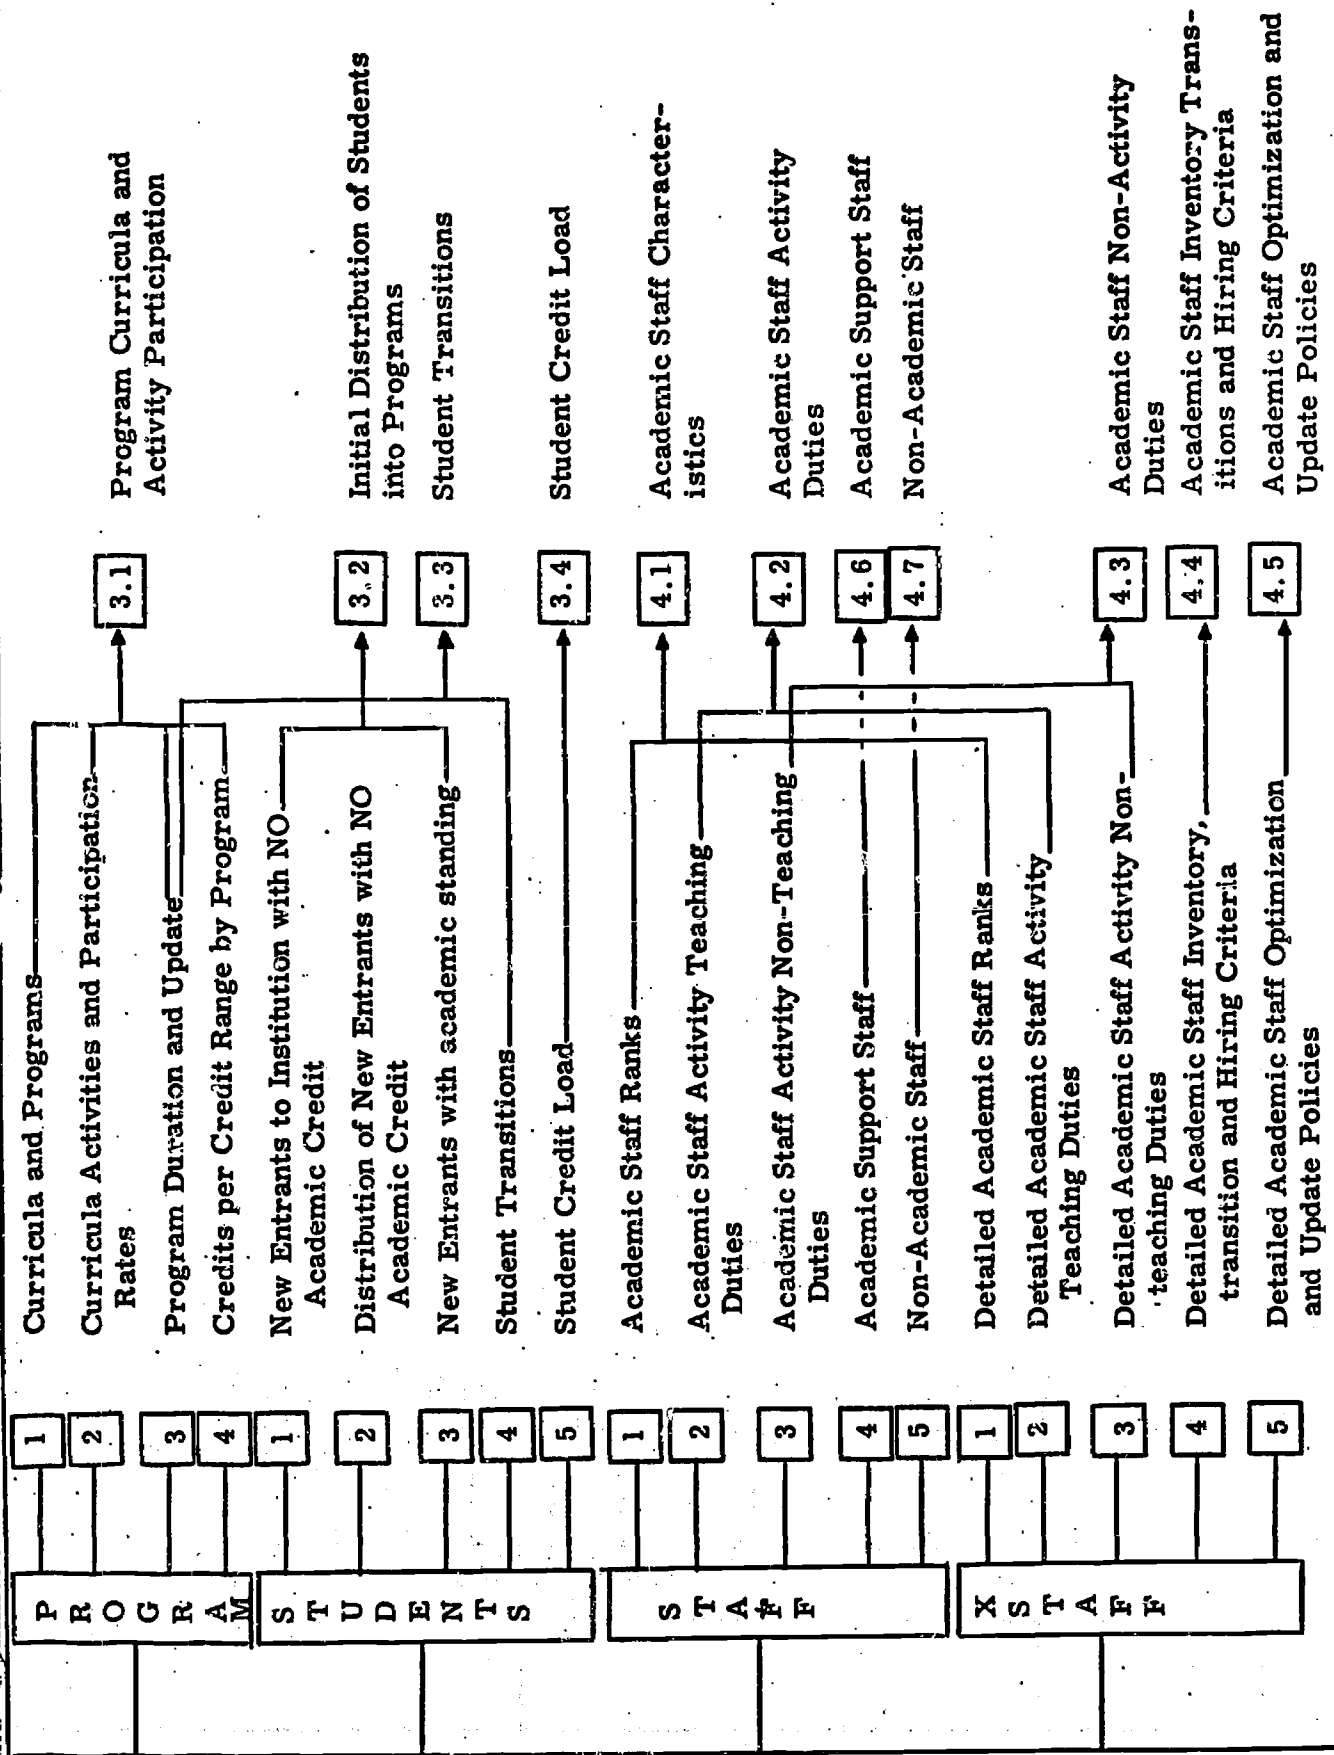 P
R
O
G
R
A
M
1 Curricula and Programs
2 Curricula Activities and Participation
Rates
3 Program Duration and Update
4 Credits per Credit Range by Program
3.1 Program Curricula and
Activity Participation
S
T
U
D
E
N
T
S
1 New Entrants to Institution with NO
Academic Credit
2 Distribution of New Entrants with NO
Academic Credit
3 New Entrants with academic standing
4 Student Transitions
5 Student Credit Load
3.2 Initial Distribution of Students
into Programs
3.3 Student Transitions
3.4 Student Credit Load
S
T
A
F
F
1 Academic Staff Ranks
2 Academic Staff Activity Teaching
Duties
3 Academic Staff Activity Non-Teaching
Duties
4 Academic Support Staff
5 Non-Academic Staff
4.1 Academic Staff Character-
istics
4.2 Academic Staff Activity
Duties
4.6 Academic Support Staff
4.7 Non-Academic Staff
X
S
T
A
F
F
1 Detailed Academic Staff Ranks
2 Detailed Academic Staff Activity
Teaching Duties
3 Detailed Academic Staff Activity Non-
teaching Duties
4 Detailed Academic Staff Inventory,
transition and Hiring Criteria
5 Detailed Academic Staff Optimization
and Update Policies
4.3 Academic Staff Non-Activity
Duties
4.4 Academic Staff Inventory Trans-
itions and Hiring Criteria
4.5 Academic Staff Optimization and
Update Policies